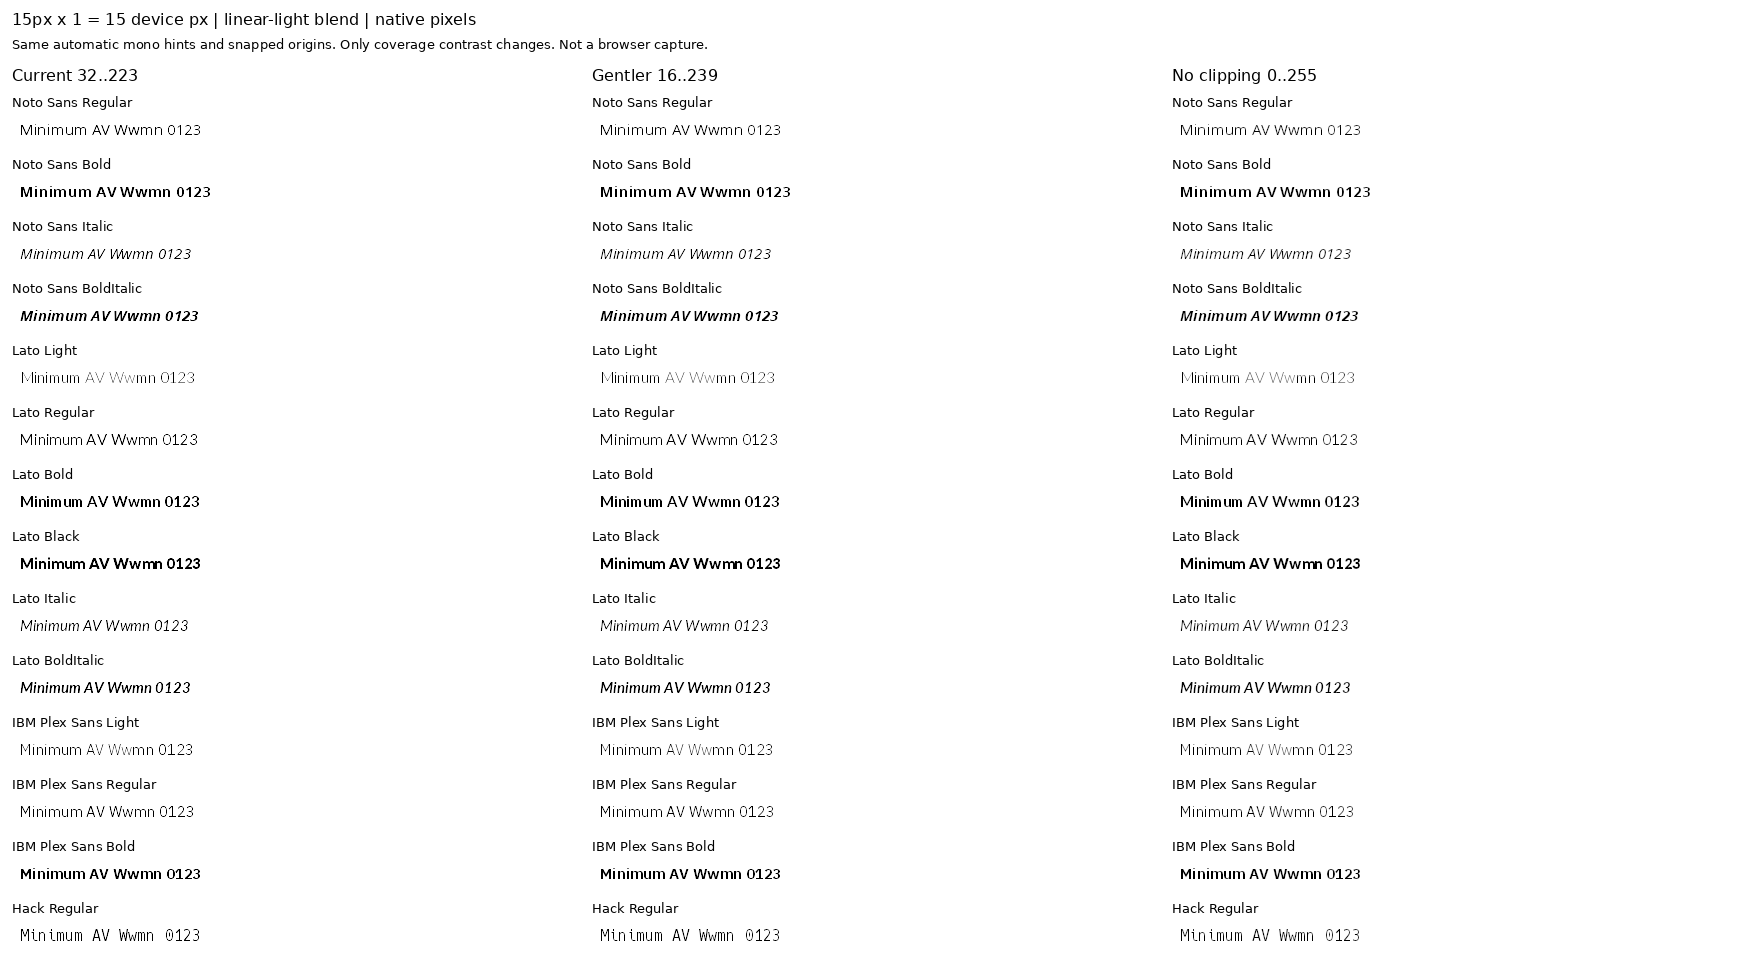 15px x 1 = 15 device px | linear-light blend | native pixels
Same automatic mono hints and snapped origins. Only coverage contrast changes. Not a browser capture.
Current 32..223
Noto Sans Regular
Minimum AV Wwmn 0123
Noto Sans Bold
Minimum AV Wwmn 0123
Noto Sans Italic
Minimum AV Wwmn 0123
Noto Sans BoldItalic
Minimum AV Wwmn 0123
Lato Light
Minimum AV Wwmn 0123
Lato Regular
Minimum AV Wwmn 0123
Lato Bold
Minimum AV Wwmn 0123
Lato Black
Minimum AV Wwmn 0123
Lato Italic
Minimum AV Wwmn 0123
Lato BoldItalic
Minimum AV Wwmn 0123
IBM Plex Sans Light
Minimum AV Wwmn 0123
IBM Plex Sans Regular
Minimum AV Wwmn 0123
IBM Plex Sans Bold
Minimum AV Wwmn 0123
Hack Regular
Minimum AV Wwmn 0123
Gentler 16..239
Noto Sans Regular
Minimum AV Wwmn 0123
Noto Sans Bold
Minimum AV Wwmn 0123
Noto Sans Italic
Minimum AV Wwmn 0123
Noto Sans BoldItalic
Minimum AV Wwmn 0123
Lato Light
Minimum AV Wwmn 0123
Lato Regular
Minimum AV Wwmn 0123
Lato Bold
Minimum AV Wwmn 0123
Lato Black
Minimum AV Wwmn 0123
Lato Italic
Minimum AV Wwmn 0123
Lato BoldItalic
Minimum AV Wwmn 0123
IBM Plex Sans Light
Minimum AV Wwmn 0123
IBM Plex Sans Regular
Minimum AV Wwmn 0123
IBM Plex Sans Bold
Minimum AV Wwmn 0123
Hack Regular
Minimum AV Wwmn 0123
No clipping 0..255
Noto Sans Regular
Minimum AV Wwmn 0123
Noto Sans Bold
Minimum AV Wwmn 0123
Noto Sans Italic
Minimum AV Wwmn 0123
Noto Sans BoldItalic
Minimum AV Wwmn 0123
Lato Light
Minimum AV Wwmn 0123
Lato Regular
Minimum AV Wwmn 0123
Lato Bold
Minimum AV Wwmn 0123
Lato Black
Minimum AV Wwmn 0123
Lato Italic
Minimum AV Wwmn 0123
Lato BoldItalic
Minimum AV Wwmn 0123
IBM Plex Sans Light
Minimum AV Wwmn 0123
IBM Plex Sans Regular
Minimum AV Wwmn 0123
IBM Plex Sans Bold
Minimum AV Wwmn 0123
Hack Regular
Minimum AV Wwmn 0123